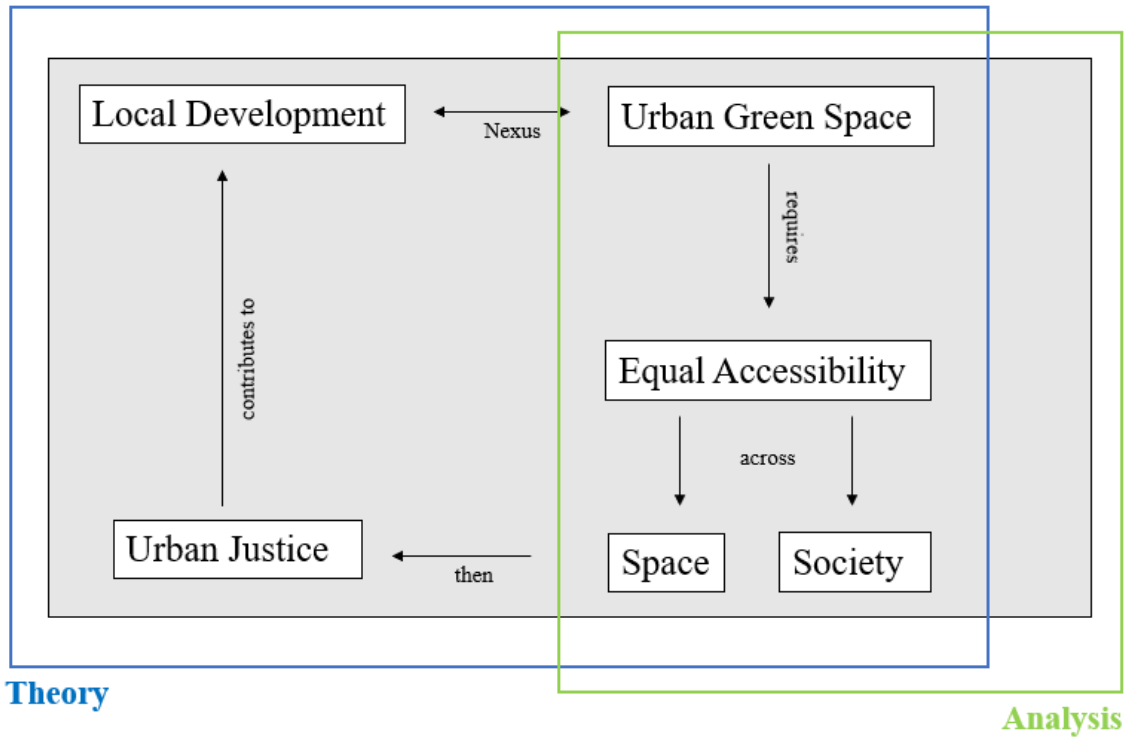 Local Development
Nexus
Urban Green Space
requires
Equal Accessibility
across
Space
Society
then
Urban Justice
contributes to
Theory
Analysis